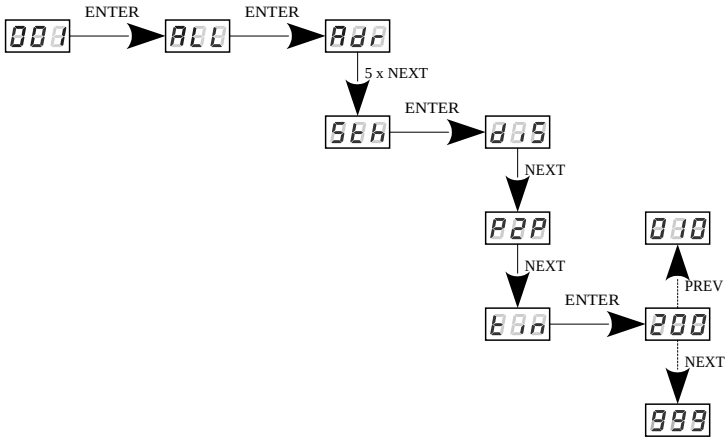 ENTER ENTER
001 ALL Adr
5 x NEXT
ENTER
Sth diS
NEXT
P2P 010
NEXT
PREV
ENTER
tin 200
NEXT
999